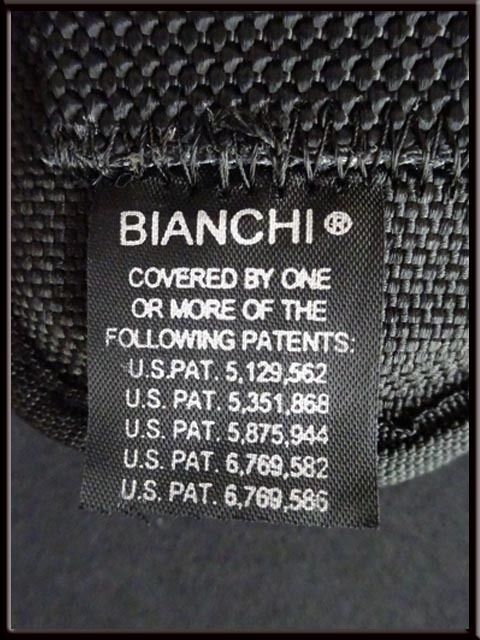 BIANCHI®
COVERED BY ONE
OR MORE OF THE
FOLLOWING PATENTS:
U.S.PAT. 5,129,562
U.S. PAT. 5,351,868
U.S. PAT. 5,875,944
U.S. PAT. 6,769,582
U.S. PAT. 6,769,586